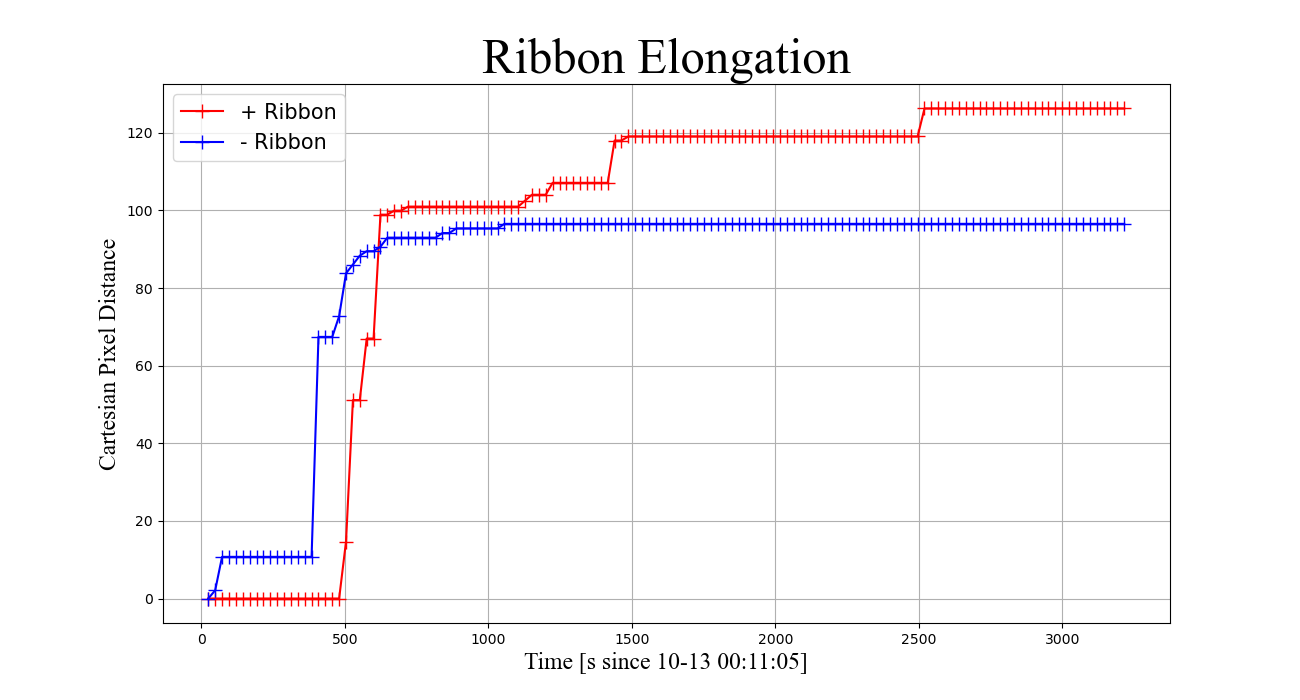 Ribbon Elongation
+ Ribbon
- Ribbon
120
100
80
60
40
20
0
Cartesian Pixel Distance
0 500 1000 1500 2000 2500 3000
Time [s since 10-13 00:11:05]